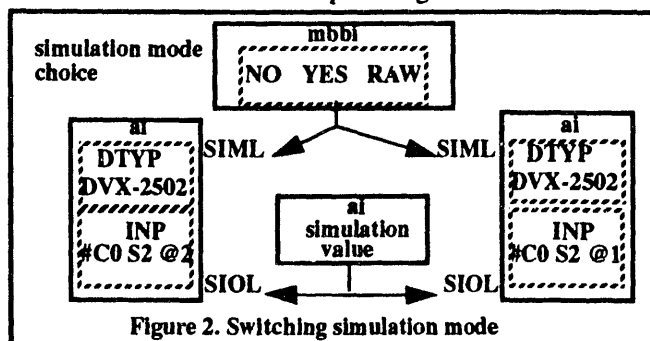 mbbi
simulation mode
choice
NO YES RAW
ai
DTYP
DVX-2502
INP
#C0 S2 @2
SIML
SIML
ai
DTYP
DVX-2502
INP
#C0 S2 @1
ai
simulation
value
SIOL
SIOL
Figure 2. Switching simulation mode